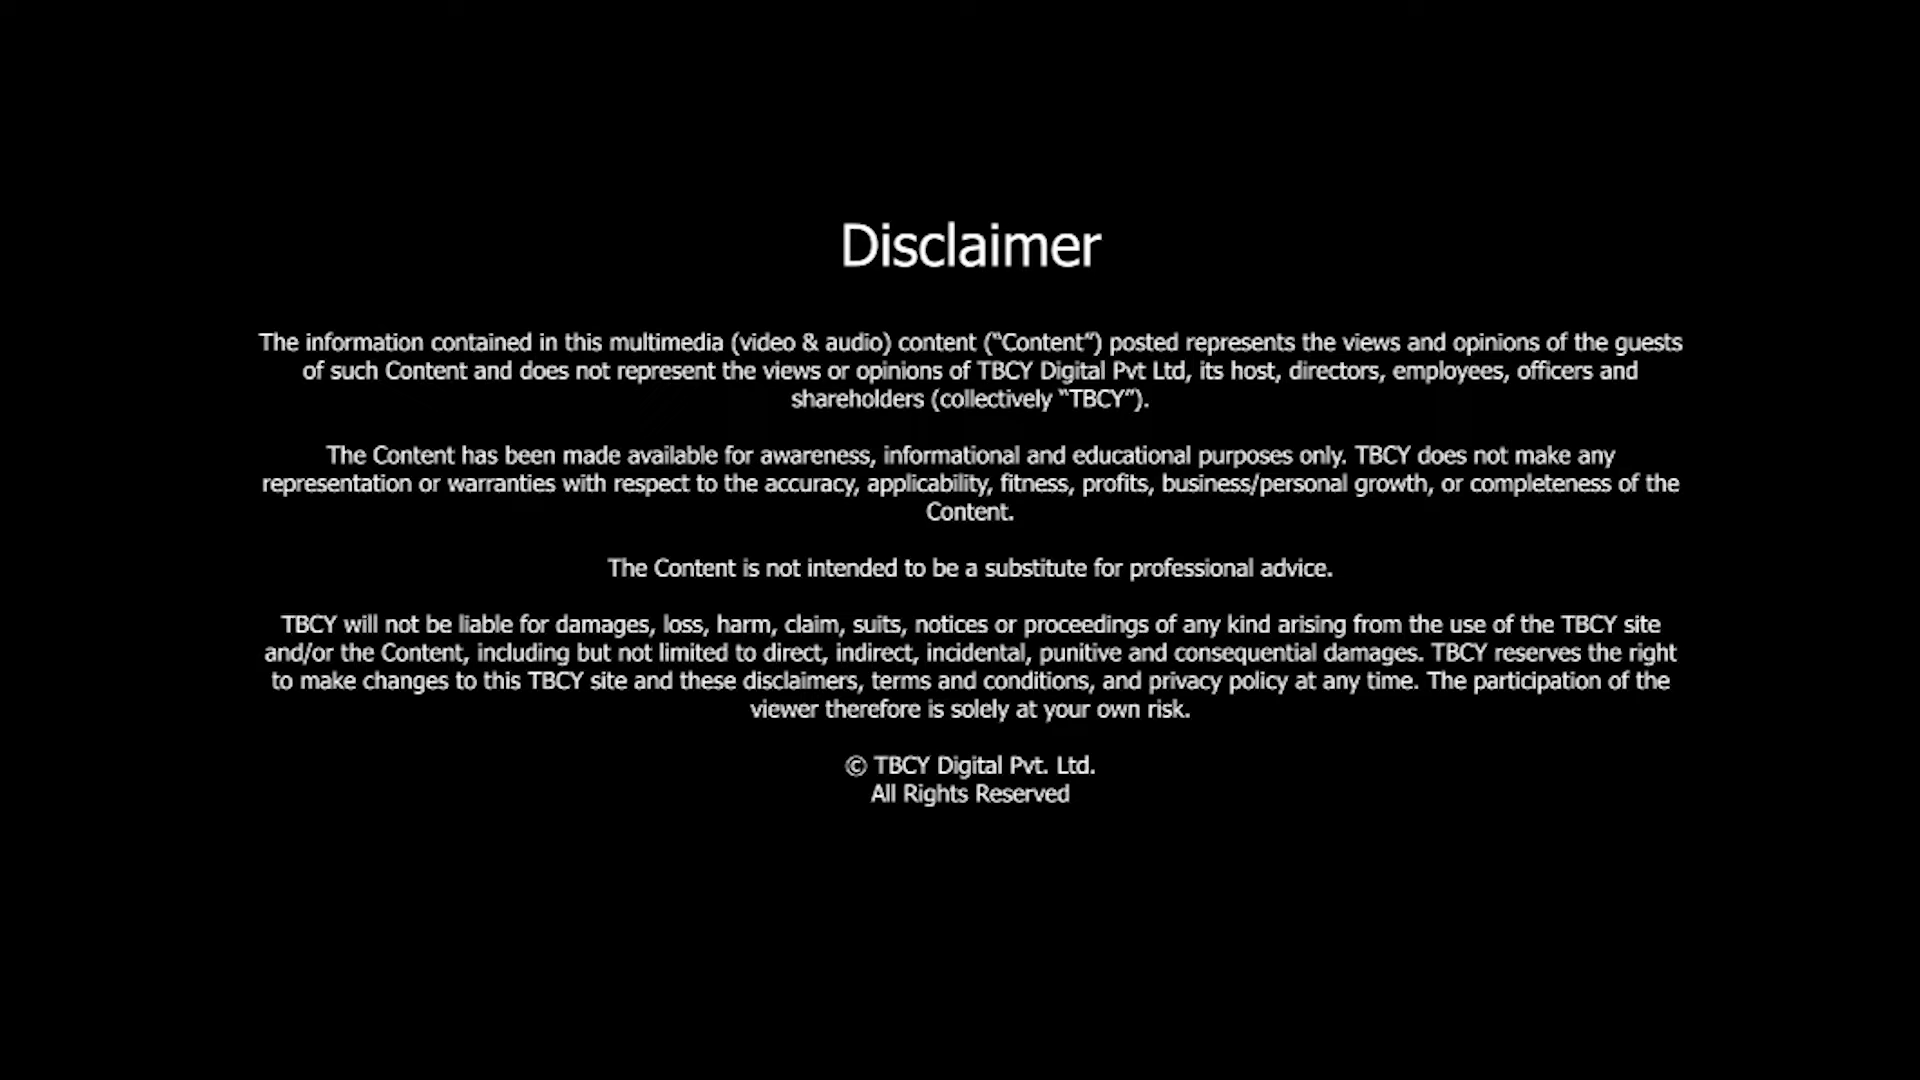 Disclaimer
The information contained in this multimedia (video & audio) content (“Content”) posted represents the views and opinions of the guests
of such Content and does not represent the views or opinions of TBCY Digital Pvt Ltd, its host, directors, employees, officers and
shareholders (collectively “TBCY”).
The Content has been made available for awareness, informational and educational purposes only. TBCY does not make any
representation or warranties with respect to the accuracy, applicability, fitness, profits, business/personal growth, or completeness of the
Content.
The Content is not intended to be a substitute for professional advice.
TBCY will not be liable for damages, loss, harm, claim, suits, notices or proceedings of any kind arising from the use of the TBCY site
and/or the Content, including but not limited to direct, indirect, incidental, punitive and consequential damages. TBCY reserves the right
to make changes to this TBCY site and these disclaimers, terms and conditions, and privacy policy at any time. The participation of the
viewer therefore is solely at your own risk.
© TBCY Digital Pvt. Ltd.
All Rights Reserved